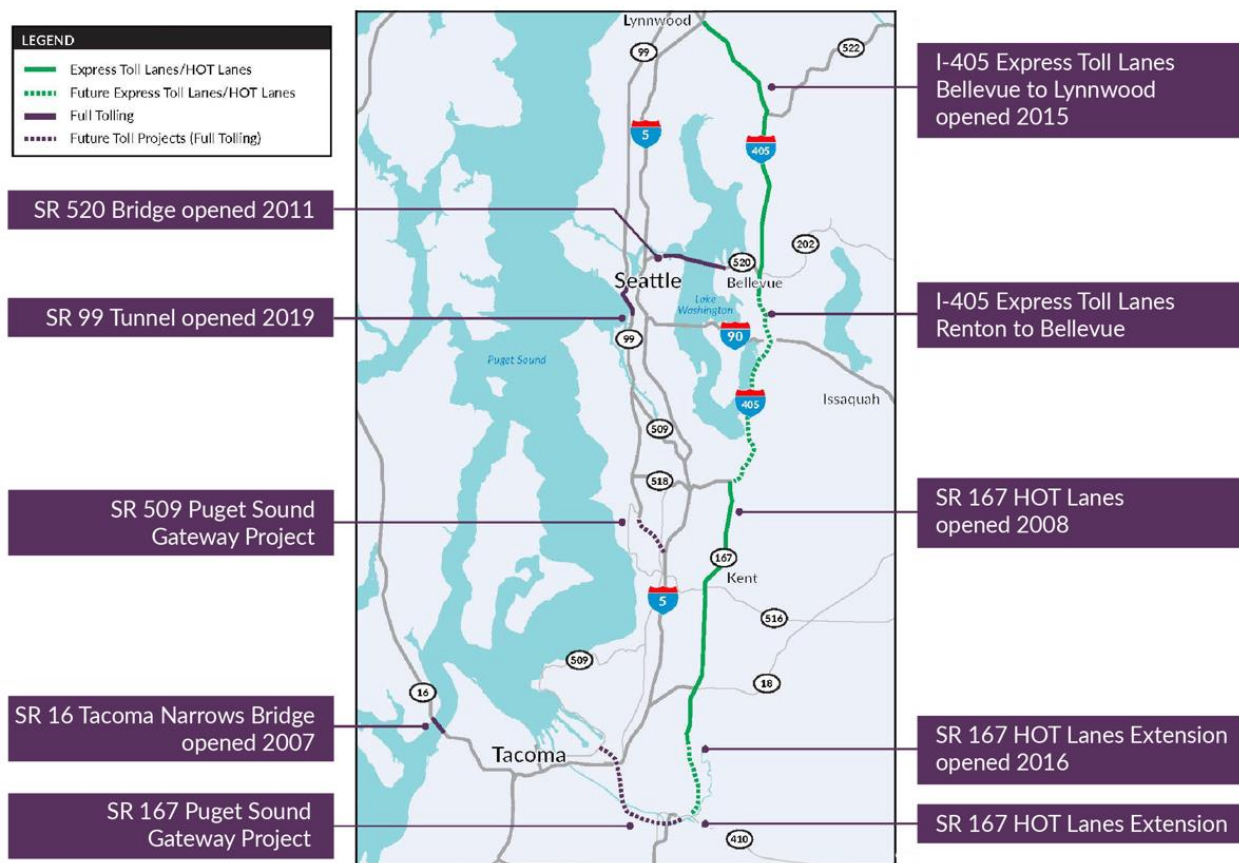 LEGEND
Express Toll Lanes/HOT Lanes
Future Express Toll Lanes/HOT Lanes
Full Tolling
Future Toll Projects (Full Tolling)
SR 520 Bridge opened 2011
SR 99 Tunnel opened 2019
SR 509 Puget Sound
Gateway Project
SR 16 Tacoma Narrows Bridge
opened 2007
SR 167 Puget Sound
Gateway Project
Lynnwood
99
522
5
405
202
520
Seattle
Bellevue
Lake
Washington
90
99
Puget Sound
405
Issaquah
509
518
167
Kent
5
516
509
18
16
Tacoma
410
I-405 Express Toll Lanes
Bellevue to Lynnwood
opened 2015
I-405 Express Toll Lanes
Renton to Bellevue
SR 167 HOT Lanes
opened 2008
SR 167 HOT Lanes Extension
opened 2016
SR 167 HOT Lanes Extension